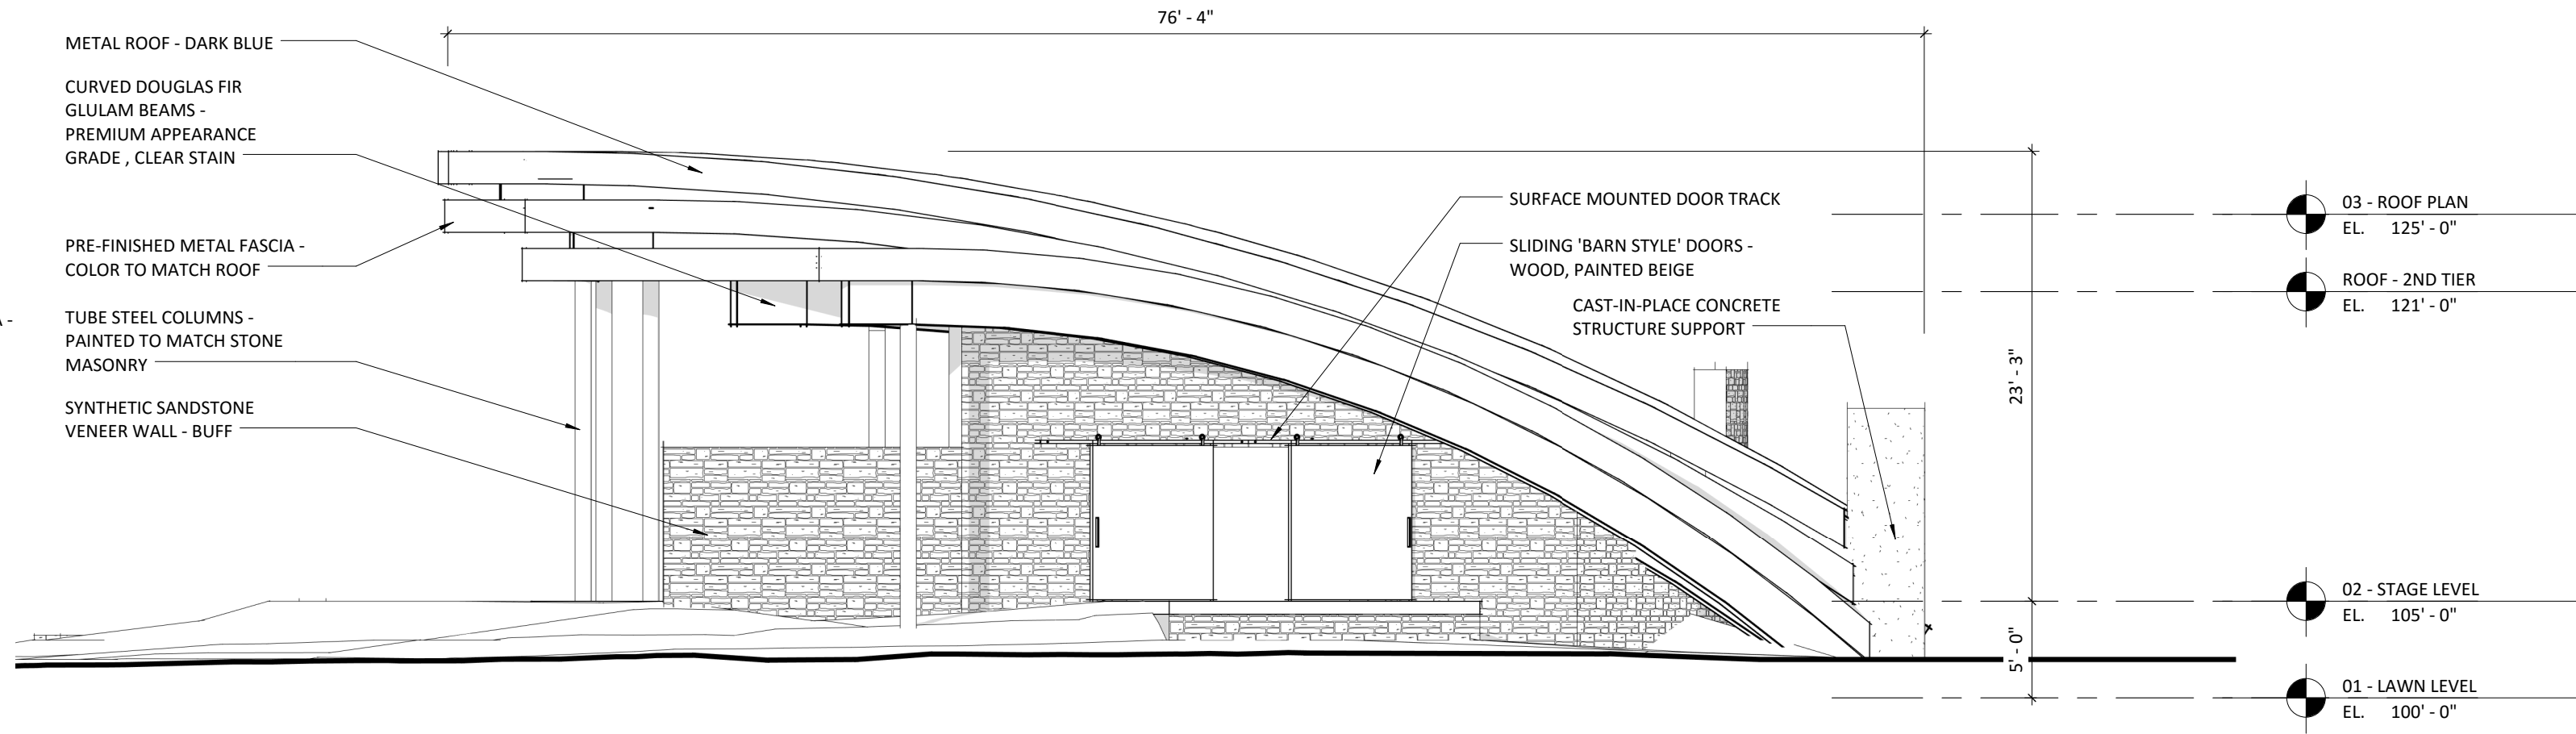 76' - 4"
METAL ROOF - DARK BLUE
CURVED DOUGLAS FIR
GLULAM BEAMS -
PREMIUM APPEARANCE
GRADE , CLEAR STAIN
PRE-FINISHED METAL FASCIA -
COLOR TO MATCH ROOF
A -
TUBE STEEL COLUMNS -
PAINTED TO MATCH STONE
MASONRY
SYNTHETIC SANDSTONE
VENEER WALL - BUFF
SURFACE MOUNTED DOOR TRACK
SLIDING 'BARN STYLE' DOORS -
WOOD, PAINTED BEIGE
CAST-IN-PLACE CONCRETE
STRUCTURE SUPPORT
23' - 3"
5' - 0"
03 - ROOF PLAN
EL. 125' - 0"
ROOF - 2ND TIER
EL. 121' - 0"
02 - STAGE LEVEL
EL. 105' - 0"
01 - LAWN LEVEL
EL. 100' - 0"